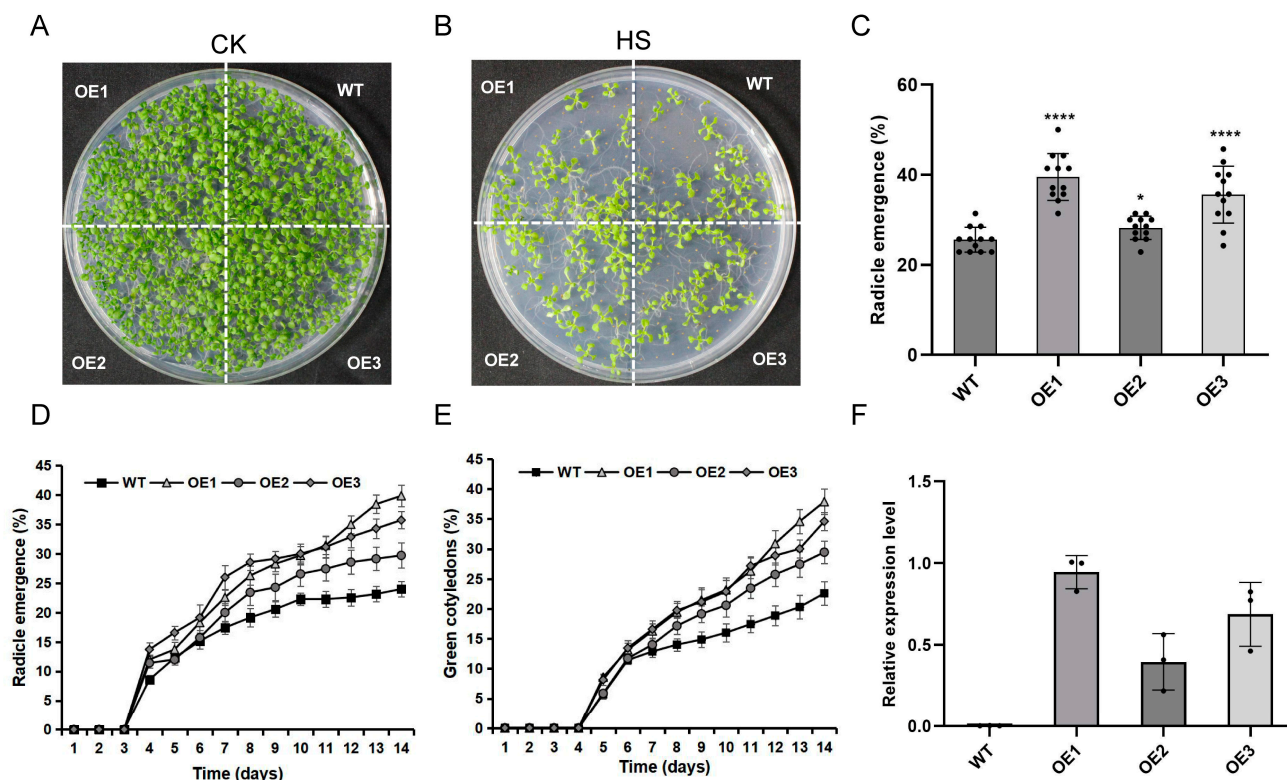 A
CK
OE1
WT
OE2
OE3
B
HS
OE1
WT
OE2
OE3
C
Radicle emergence (%)
60
40
20
0
****
*
****
WT
OE1
OE2
OE3
D
Radicle emergence (%)
45
40
35
30
25
20
15
10
5
0
WT OE1 OE2 OE3
1 2 3 4 5 6 7 8 9 10 11 12 13 14
Time (days)
E
Green cotyledons (%)
45
40
35
30
25
20
15
10
5
0
WT OE1 OE2 OE3
1 2 3 4 5 6 7 8 9 10 11 12 13 14
Time (days)
F
Relative expression level
1.5
1.0
0.5
0.0
WT
OE1
OE2
OE3